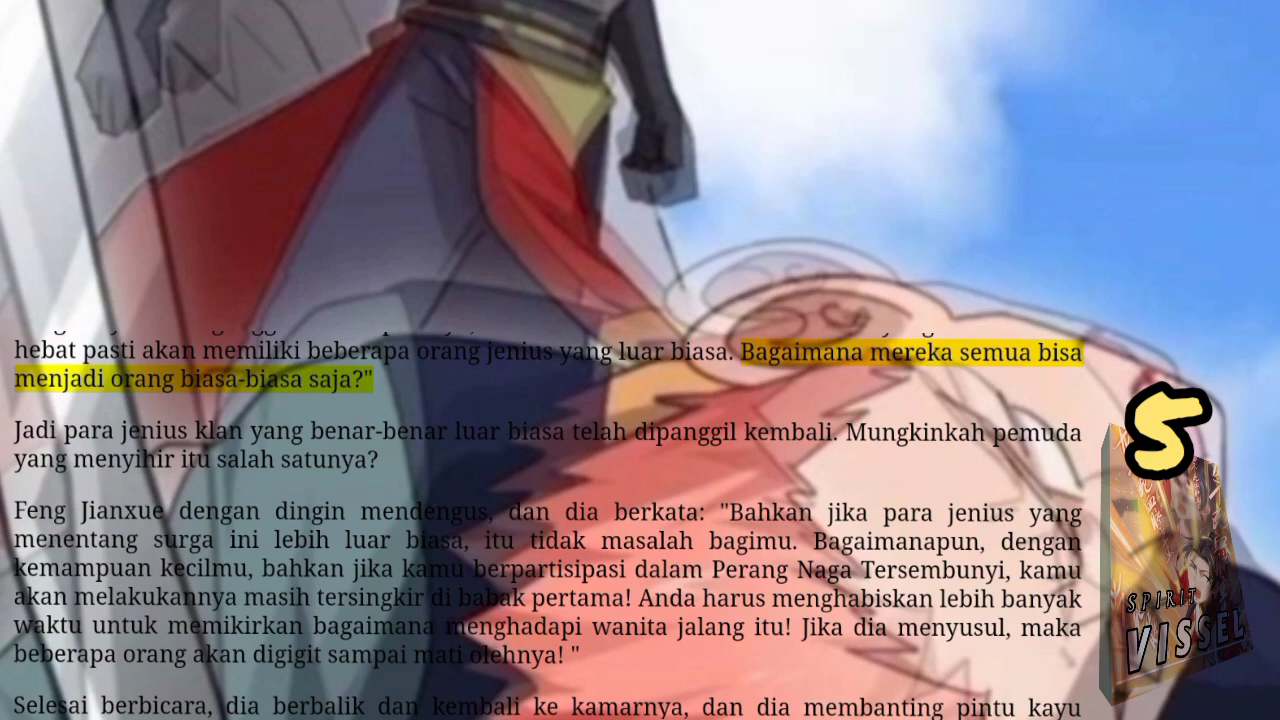 hebat pasti akan memiliki beberapa orang jenius yang luar biasa. Bagaimana mereka semua bisa
menjadi orang biasa-biasa saja?"
Jadi para jenius klan yang benar-benar luar biasa telah dipanggil kembali. Mungkinkah pemuda
yang menyihir itu salah satunya?
Feng Jianxue dengan dingin mendengus, dan dia berkata: "Bahkan jika para jenius yang
menentang surga ini lebih luar biasa, itu tidak masalah bagimu. Bagaimanapun, dengan
kemampuan kecilmu, bahkan jika kamu berpartisipasi dalam Perang Naga Tersembunyi, kamu
akan melakukannya masih tersingkir di babak pertama! Anda harus menghabiskan lebih banyak
waktu untuk memikirkan bagaimana menghadapi wanita jalang itu! Jika dia menyusul, maka
beberapa orang akan digigit sampai mati olehnya! "
Selesai berbicara, dia berbalik dan kembali ke kamarnya, dan dia membanting pintu kayu
S
SPIRIT
VISSEL